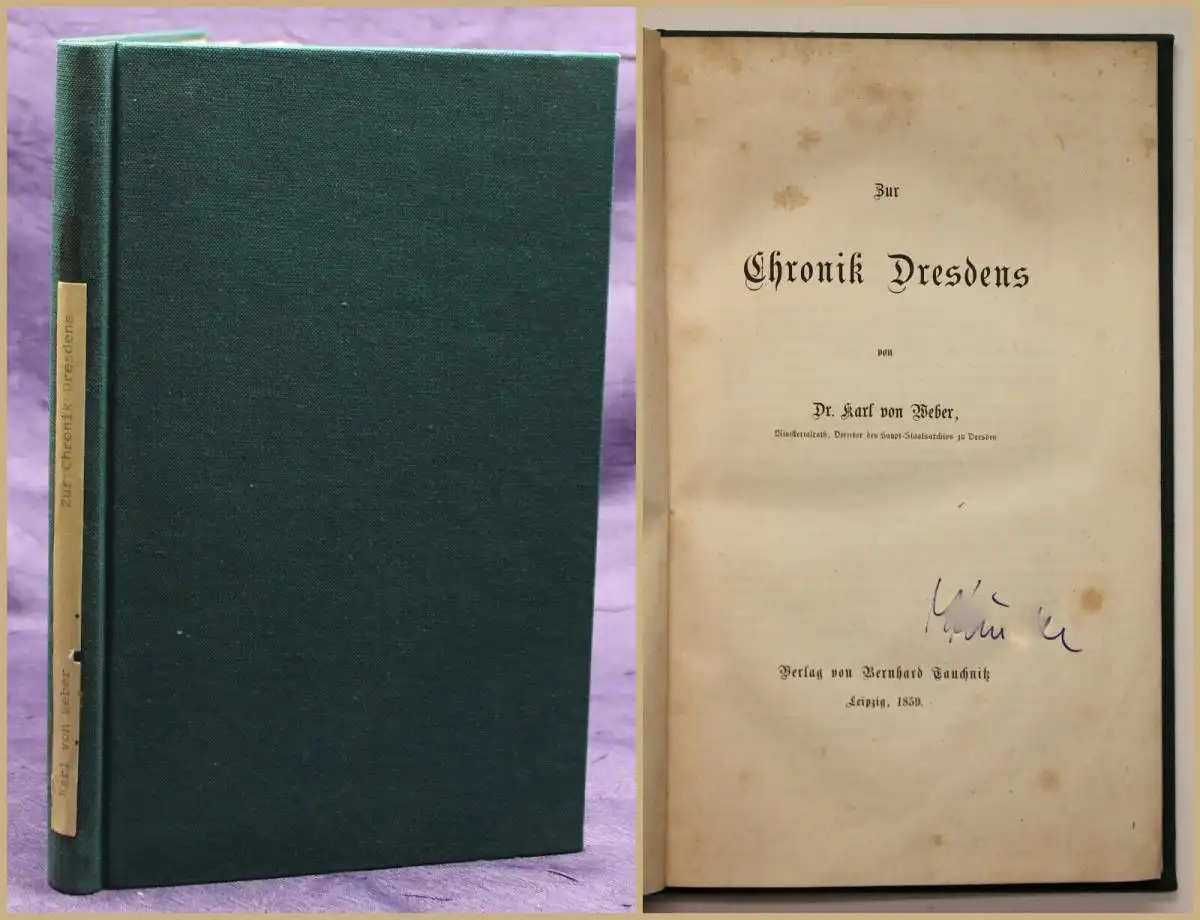 Karl von Weber Zur Chronik Dresdens
Zur
Chronik Dresdens
von
Dr. Karl von Weber,
Ministerialrath, Director des Haupt-Staatsarchivs zu Dresden
Verlag von Bernhard Tauchnitz
Leipzig, 1859.